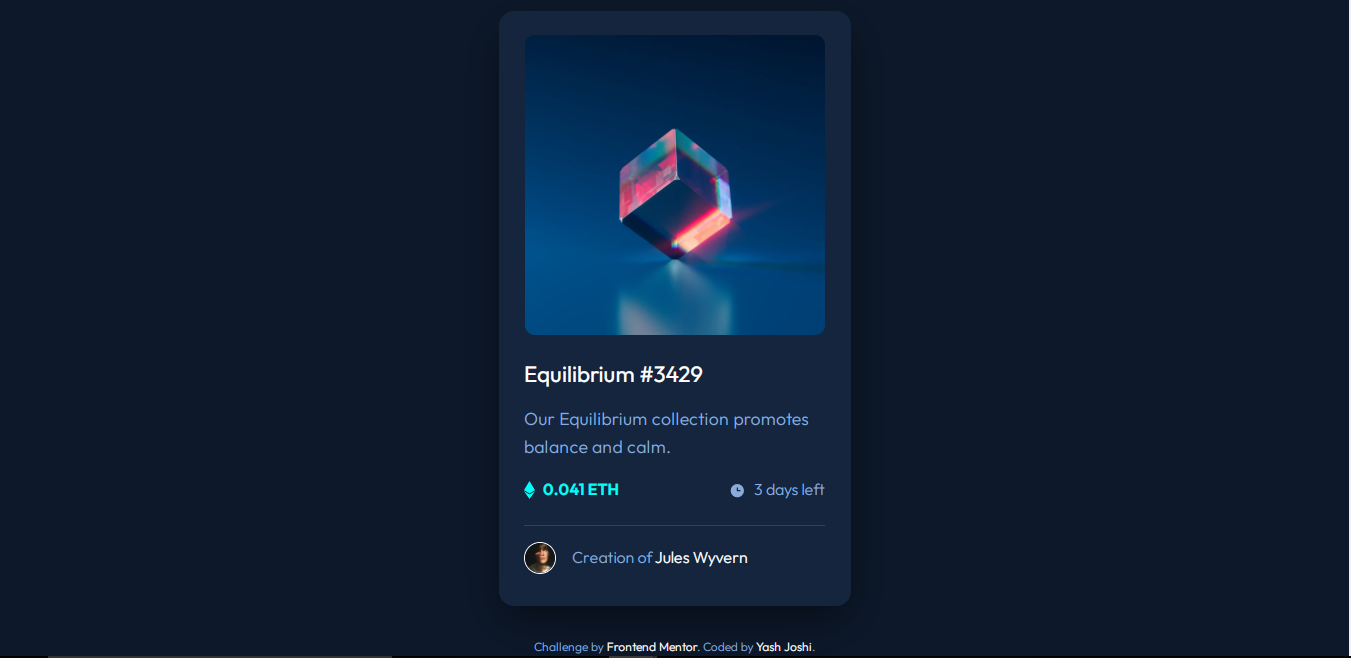 Equilibrium #3429
Our Equilibrium collection promotes
balance and calm.
0.041 ETH 3 days left
Creation of Jules Wyvern
Challenge by Frontend Mentor. Coded by Yash Joshi.